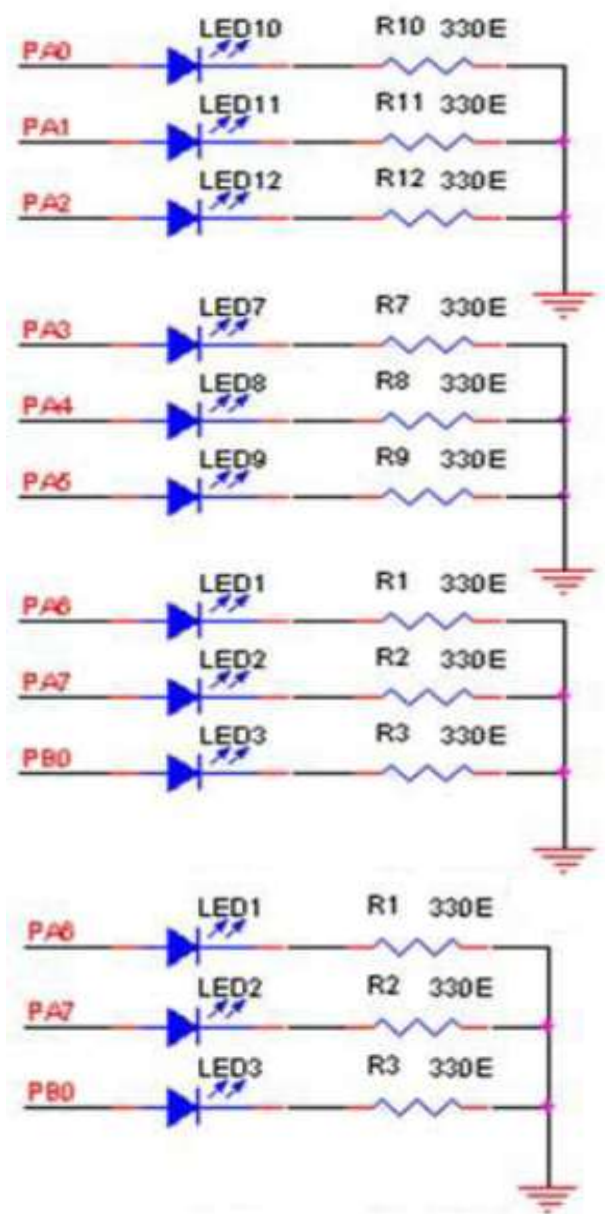 LED10 R10 330E
PA0
LED11 R11 330E
PA1
LED12 R12 330E
PA2
LED7 R7 330E
PA3
LED8 R8 330E
PA4
LED9 R9 330E
PA5
LED1 R1 330E
PA6
LED2 R2 330E
PA7
LED3 R3 330E
PB0
LED1 R1 330E
PA6
LED2 R2 330E
PA7
LED3 R3 330E
PB0